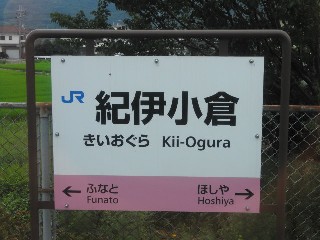 JR 紀伊小倉
きいおぐら Kii-Ogura
← ふなと ほしや →
Funato Hoshiya